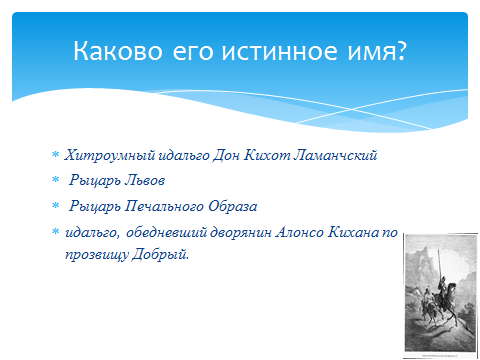 Каково его истинное имя?
Хитроумный идальго Дон Кихот Ламанчский
Рыцарь Львов
Рыцарь Печального Образа
идальго, обедневший дворянин Алонсо Кихана по
прозвищу Добрый.